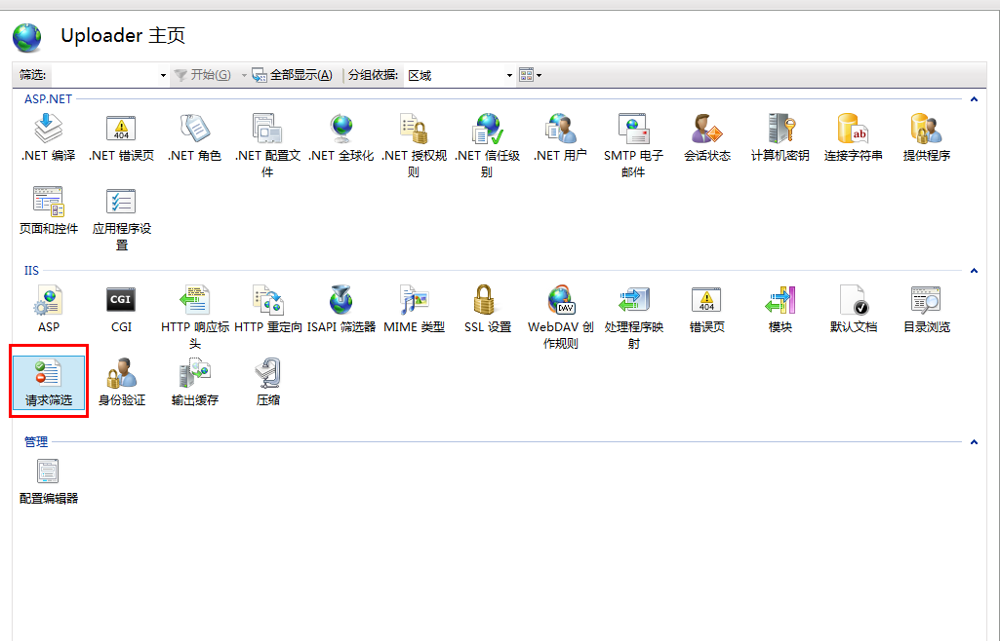 Uploader 主页
筛选: 开始(G) 全部显示(A) 分组依据: 区域
ASP.NET
.NET 编译 .NET 错误页 .NET 角色 .NET 配置文件 .NET 全球化 .NET 授权规则 .NET 信任级别 .NET 用户 SMTP 电子邮件 会话状态 计算机密钥 连接字符串 提供程序
404
ab
页面和控件 应用程序设置
IIS
CGI
DAV
404
ASP CGI HTTP 响应标头 HTTP 重定向 ISAPI 筛选器 MIME 类型 SSL 设置 WebDAV 创作规则 处理程序映射 错误页 模块 默认文档 目录浏览
请求筛选 身份验证 输出缓存 压缩
管理
配置编辑器